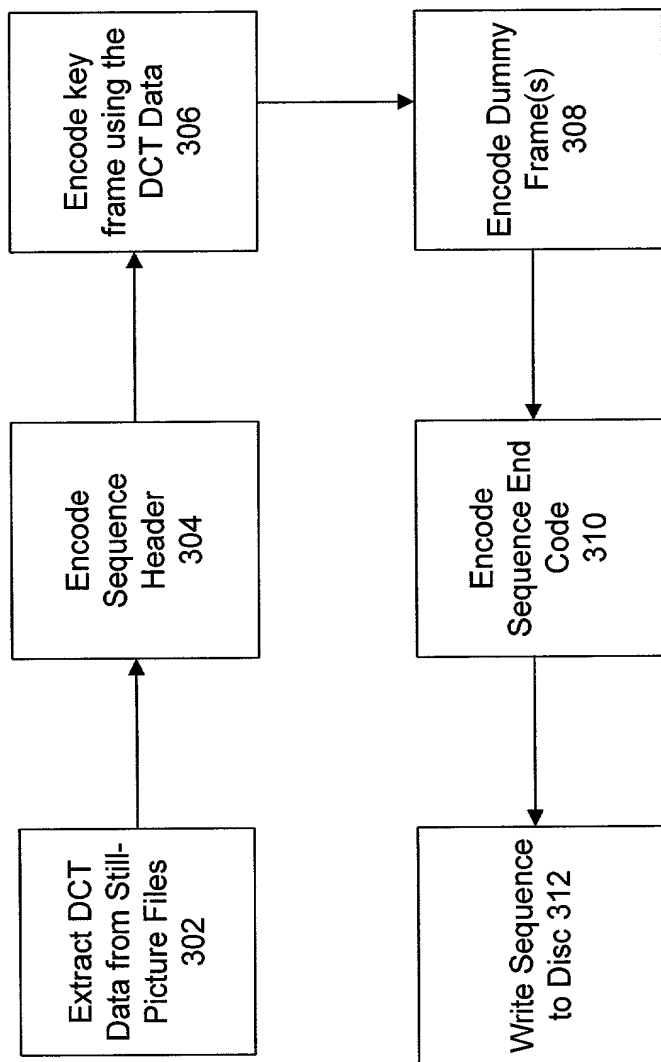 Extract DCT
Data from Still-
Picture Files
302
Encode
Sequence
Header
304
Encode key
frame using the
DCT Data
306
Encode Dummy
Frame(s)
308
Encode
Sequence End
Code
310
Write Sequence
to Disc 312